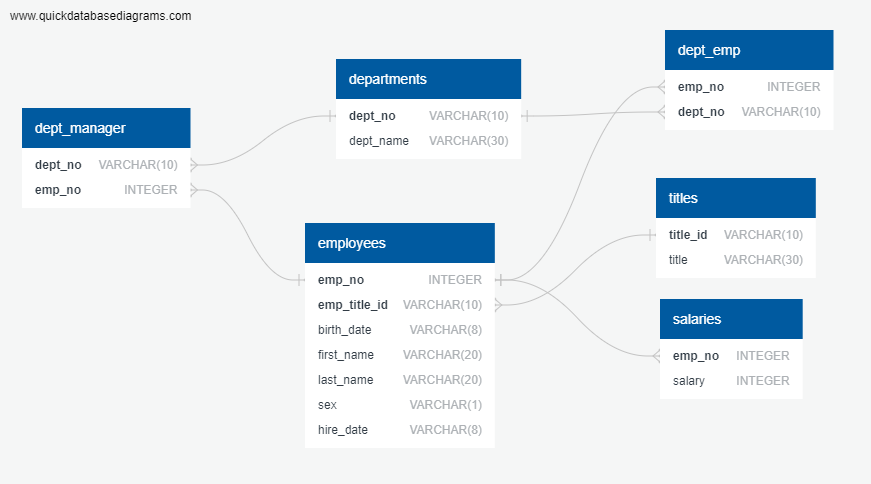 www.quickdatabasediagrams.com
dept_manager
dept_no VARCHAR(10)
emp_no INTEGER
departments
dept_no VARCHAR(10)
dept_name VARCHAR(30)
employees
emp_no INTEGER
emp_title_id VARCHAR(10)
birth_date VARCHAR(8)
first_name VARCHAR(20)
last_name VARCHAR(20)
sex VARCHAR(1)
hire_date VARCHAR(8)
dept_emp
emp_no INTEGER
dept_no VARCHAR(10)
titles
title_id VARCHAR(10)
title VARCHAR(30)
salaries
emp_no INTEGER
salary INTEGER